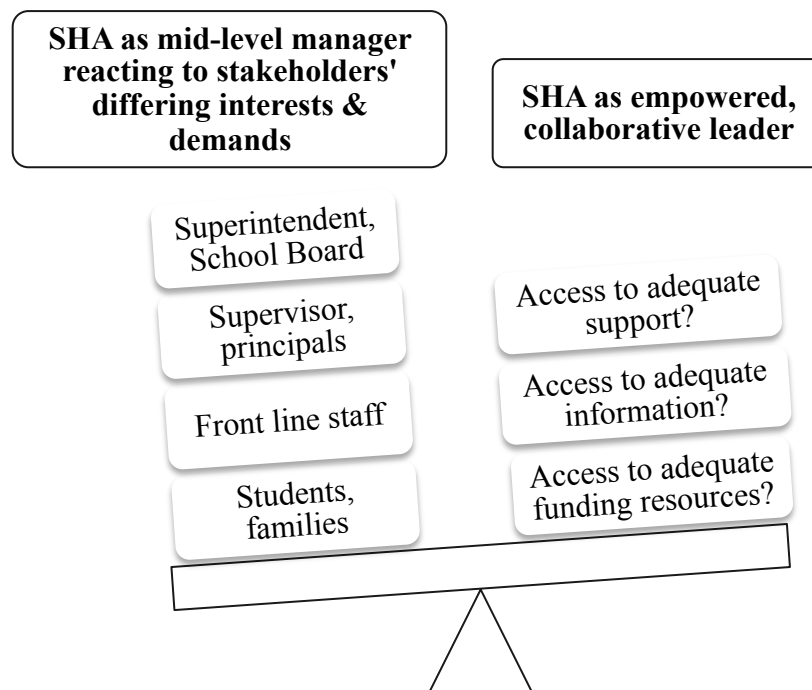 SHA as mid-level manager
reacting to stakeholders'
differing interests &
demands
SHA as empowered,
collaborative leader
Superintendent,
School Board
Supervisor,
principals
Front line staff
Students,
families
Access to adequate
support?
Access to adequate
information?
Access to adequate
funding resources?